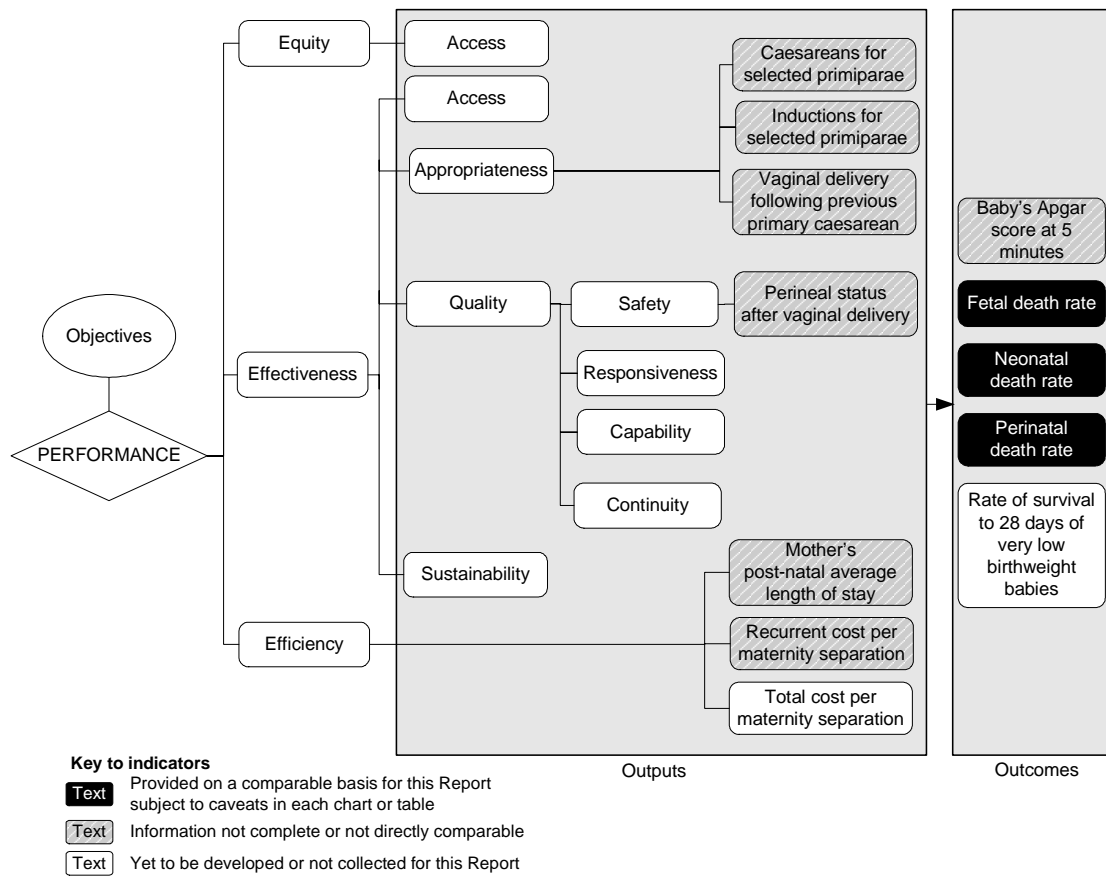 Equity
Access
Caesareans for
selected primiparae
Access
Inductions for
selected primiparae
Appropriateness
Vaginal delivery
following previous
primary caesarean
Baby's Apgar
score at 5
minutes
Objectives
Quality
Safety
Perineal status
after vaginal delivery
Fetal death rate
Effectiveness
Responsiveness
Neonatal
death rate
PERFORMANCE
Capability
Perinatal
death rate
Continuity
Rate of survival
to 28 days of
very low
birthweight
babies
Sustainability
Mother's
post-natal average
length of stay
Efficiency
Recurrent cost per
maternity separation
Total cost per
maternity separation
Outputs
Outcomes
Key to indicators
Text Provided on a comparable basis for this Report
subject to caveats in each chart or table
Text Information not complete or not directly comparable
Text Yet to be developed or not collected for this Report